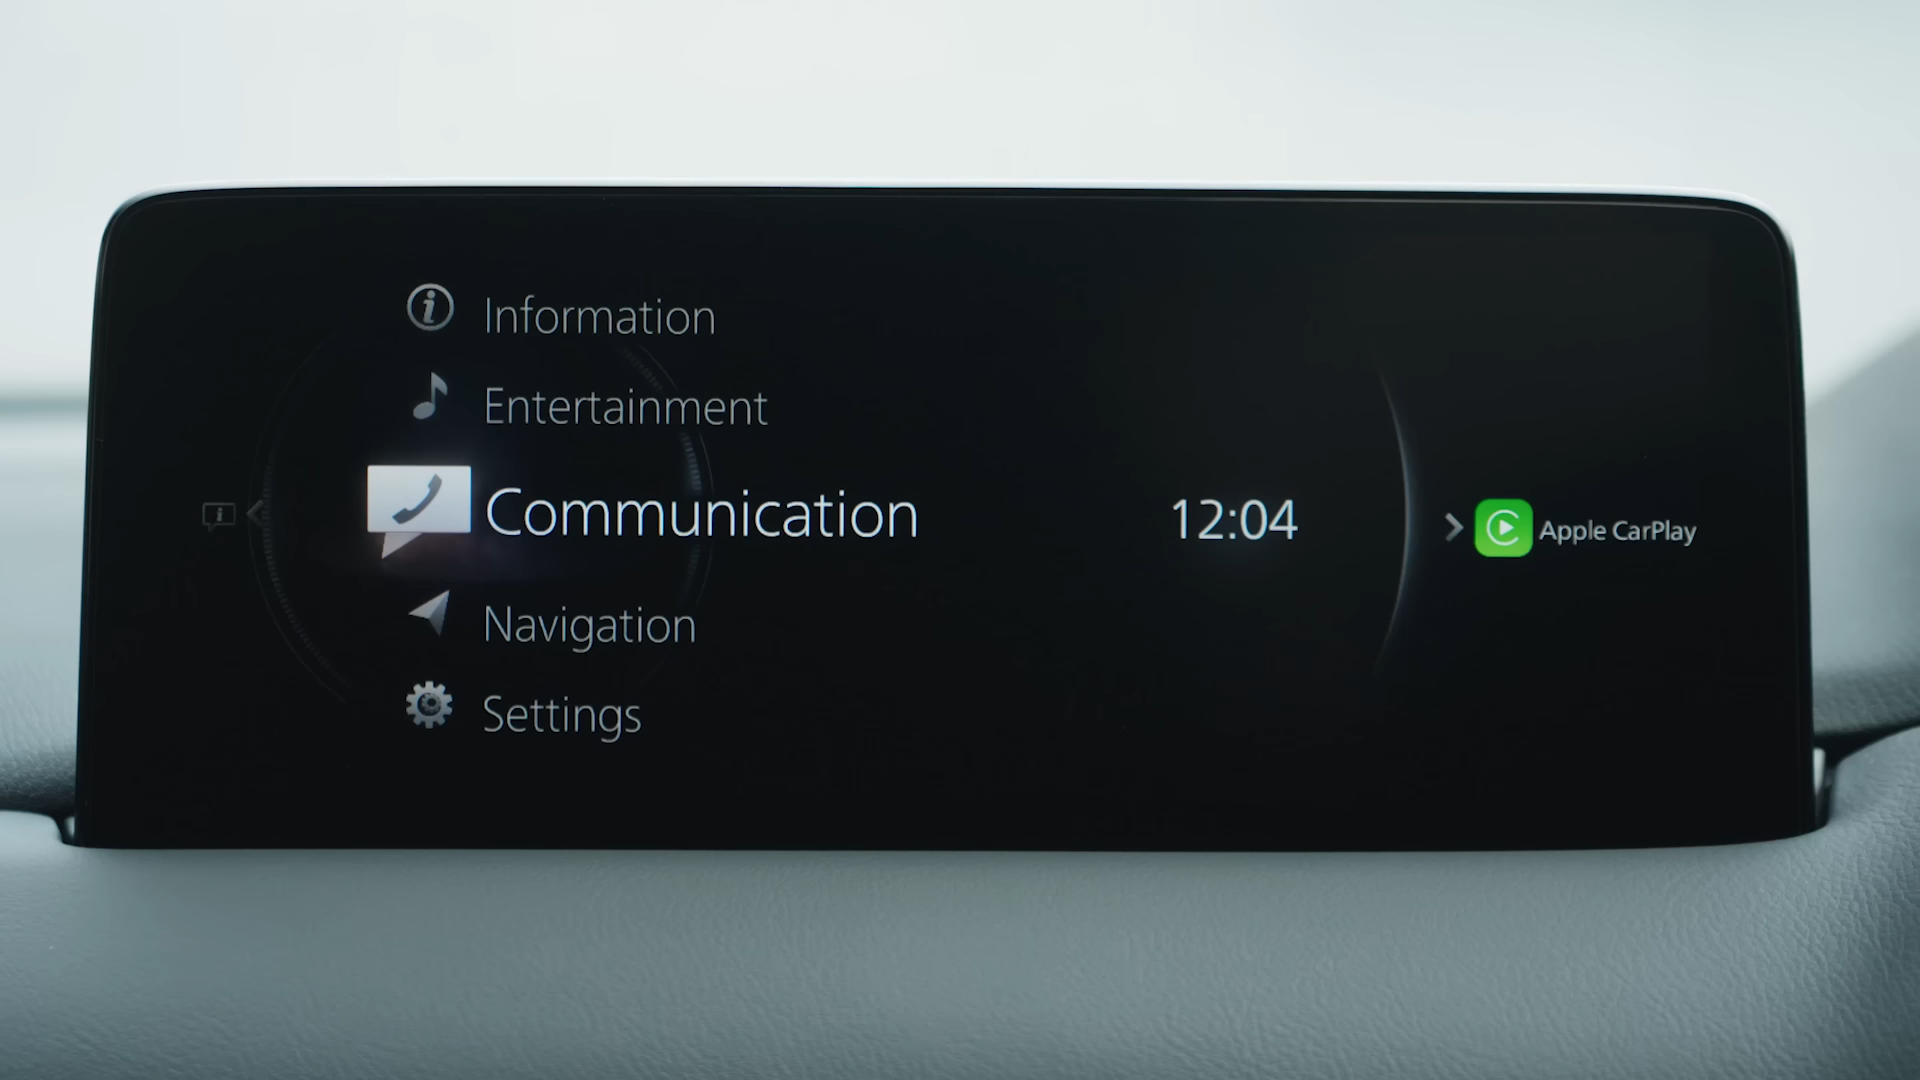 Information
Entertainment
Communication
12:04
Apple CarPlay
Navigation
Settings